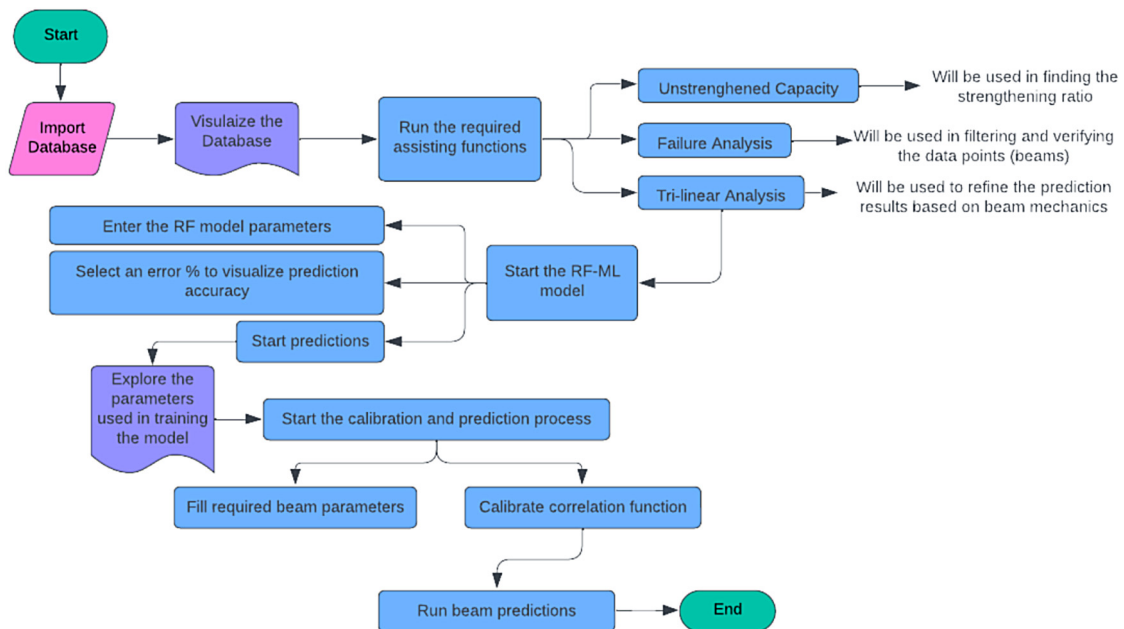 Start
Import
Database
Visulaize the
Database
Run the required
assisting functions
Unstrenghened Capacity
Will be used in finding the
strengthening ratio
Failure Analysis
Will be used in filtering and verifying
the data points (beams)
Tri-linear Analysis
Will be used to refine the prediction
results based on beam mechanics
Start the RF-ML
model
Enter the RF model parameters
Select an error % to visualize prediction
accuracy
Start predictions
Explore the
parameters
used in training
the model
Start the calibration and prediction process
Fill required beam parameters
Calibrate correlation function
Run beam predictions
End